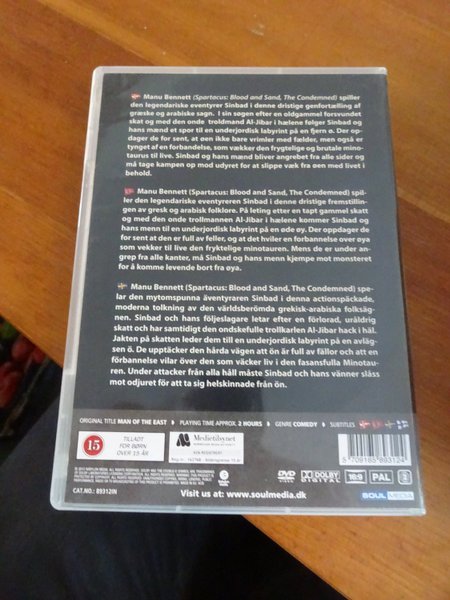 Manu Bennett (Spartacus: Blood and Sand, The Condemned) spiller
den legendariske eventyrer Sinbad i denne dristige genfortælling af
græske og arabiske sagn. I sin søgen efter en oldgammel forsvundet
skat og med den onde troldmand Al-Jibar i hælene følger Sinbad og
hans mænd et spor til en underjordisk labyrint på en fjern ø. Der op-
dager de for sent, at øen ikke bare vrimler med fælder, men også er
tynget af en forbandelse, som vækker den frygtelige og brutale mino-
taurus til live. Sinbad og hans mænd bliver angrebet fra alle sider og
må tage kampen op mod udyret for at slippe væk fra øen med livet i
behold.
Manu Bennett (Spartacus: Blood and Sand, The Condemned) spil-
ler den legendariske eventyreren Sinbad i denne dristige fremstillin-
gen av gresk og arabisk folklore. På leting etter en tapt gammel skatt
og med den onde trollmannen Al-Jibar i hælene kommer Sinbad og
hans menn til en underjordisk labyrint på en øde øy. Der oppdager de
for sent at den er full av feller, og at det hviler en forbannelse over øya
som vekker til live den fryktelige minotauren. Mens de er under an-
grep fra alle kanter, må Sinbad og hans menn kjempe mot monsteret
for å komme levende bort fra øya.
Manu Bennett (Spartacus: Blood and Sand, The Condemned) spe-
lar den mytomspunna äventyraren Sinbad i denna actionspäckade,
moderna tolkning av den världsberömda grekisk-arabiska folksäg-
nen. Sinbad och hans följeslagare letar efter en förlorad, uråldrig
skatt och har samtidigt den ondskefulle trollkarlen Al-Jibar hack i häl.
Jakten på skatten leder dem till en underjordisk labyrint på en avläg-
sen ö. De upptäcker den hårda vägen att ön är full av fällor och att en
förbannelse vilar över den som väcker liv i den fasansfulla Minotau-
ren. Under attacker från alla håll måste Sinbad och hans vänner slåss
mot odjuret för att ta sig helskinnade från ön.
ORIGINAL TITLE MAN OF THE EAST PLAYING TIME APPROX. 2 HOURS GENRE COMEDY SUBTITLES
15
TILLADT
FOR BØRN
OVER 15 ÅR
Medietilsynet
DVD
DOLBY
DIGITAL
16:9
PAL
5 709165 893124
CAT.NO.: 89312IN
Visit us at: www.soulmedia.dk
SOUL MEDIA